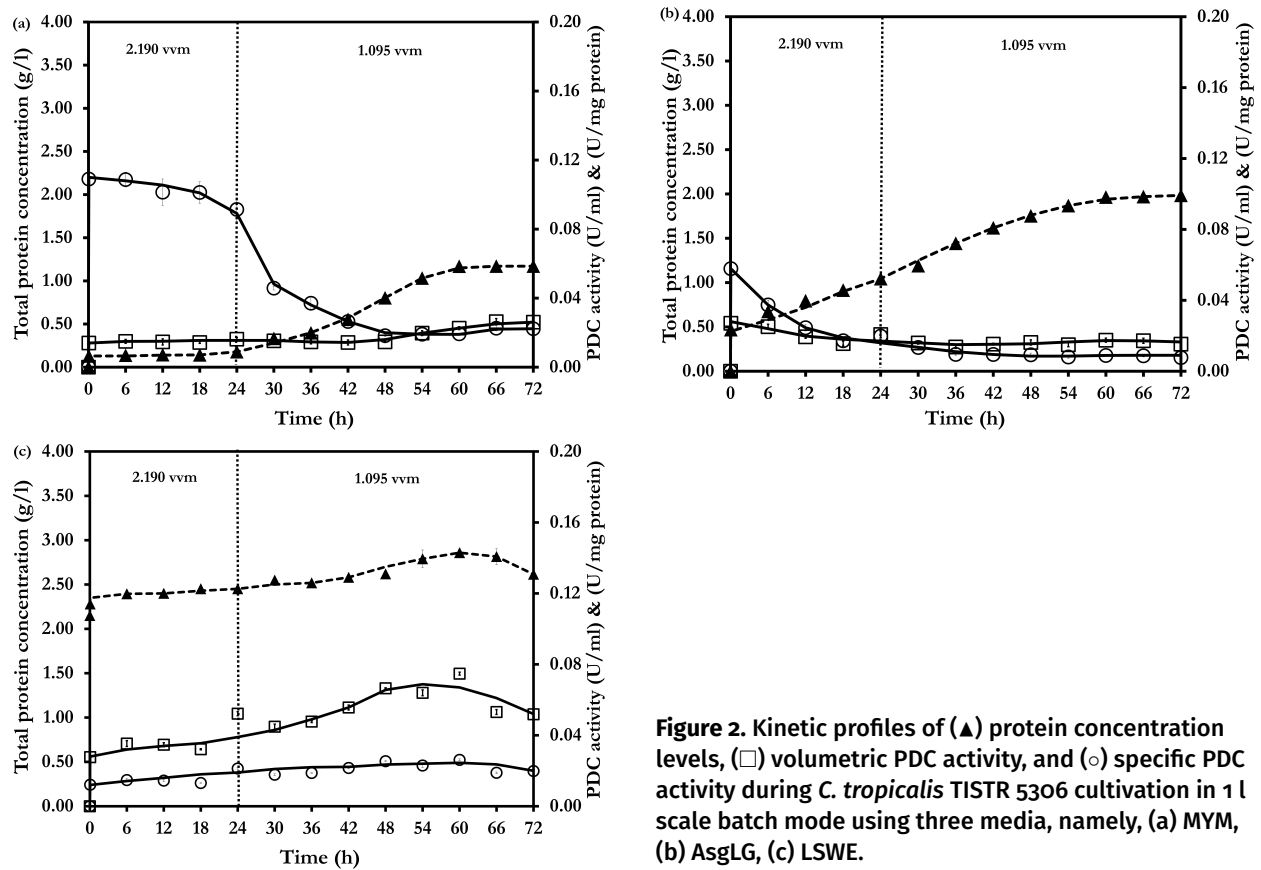 (a)
4.00
3.50
3.00
2.50
2.00
1.50
1.00
0.50
0.00
Total protein concentration (g/l)
2.190 vvm
1.095 vvm
0.20
0.16
0.12
0.08
0.04
0.00
PDC activity (U/ml) & (U/mg protein)
0 6 12 18 24 30 36 42 48 54 60 66 72
Time (h)
(b)
4.00
3.50
3.00
2.50
2.00
1.50
1.00
0.50
0.00
Total protein concentration (g/l)
2.190 vvm
1.095 vvm
0.20
0.16
0.12
0.08
0.04
0.00
PDC activity (U/ml) & (U/mg protein)
0 6 12 18 24 30 36 42 48 54 60 66 72
Time (h)
(c)
4.00
3.50
3.00
2.50
2.00
1.50
1.00
0.50
0.00
Total protein concentration (g/l)
2.190 vvm
1.095 vvm
0.20
0.16
0.12
0.08
0.04
0.00
PDC activity (U/ml) & (U/mg protein)
0 6 12 18 24 30 36 42 48 54 60 66 72
Time (h)
Figure 2. Kinetic profiles of (▲) protein concentration
levels, (□) volumetric PDC activity, and (○) specific PDC
activity during C. tropicalis TISTR 5306 cultivation in 1 l
scale batch mode using three media, namely, (a) MYM,
(b) AsgLG, (c) LSWE.